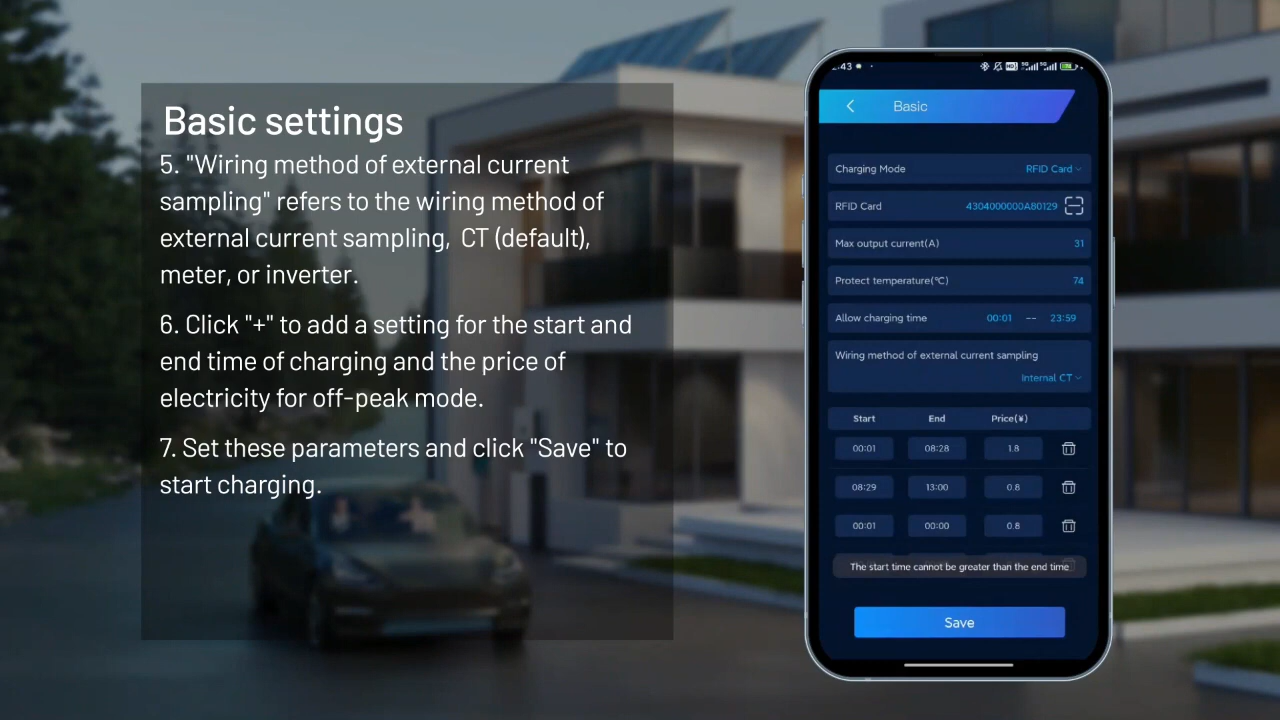 Basic settings
5. "Wiring method of external current
sampling" refers to the wiring method of
external current sampling, CT (default),
meter, or inverter.
6. Click "+" to add a setting for the start and
end time of charging and the price of
electricity for off-peak mode.
7. Set these parameters and click "Save" to
start charging.
:43
Basic
Charging Mode RFID Card
RFID Card 4304000000A80129
Max output current(A) 31
Protect temperature(℃) 74
Allow charging time 00:01 -- 23:59
Wiring method of external current sampling
Internal CT
Start End Price(¥)
00:01 08:28 1.8
08:29 13:00 0.8
00:01 00:00 0.8
The start time cannot be greater than the end time
Save